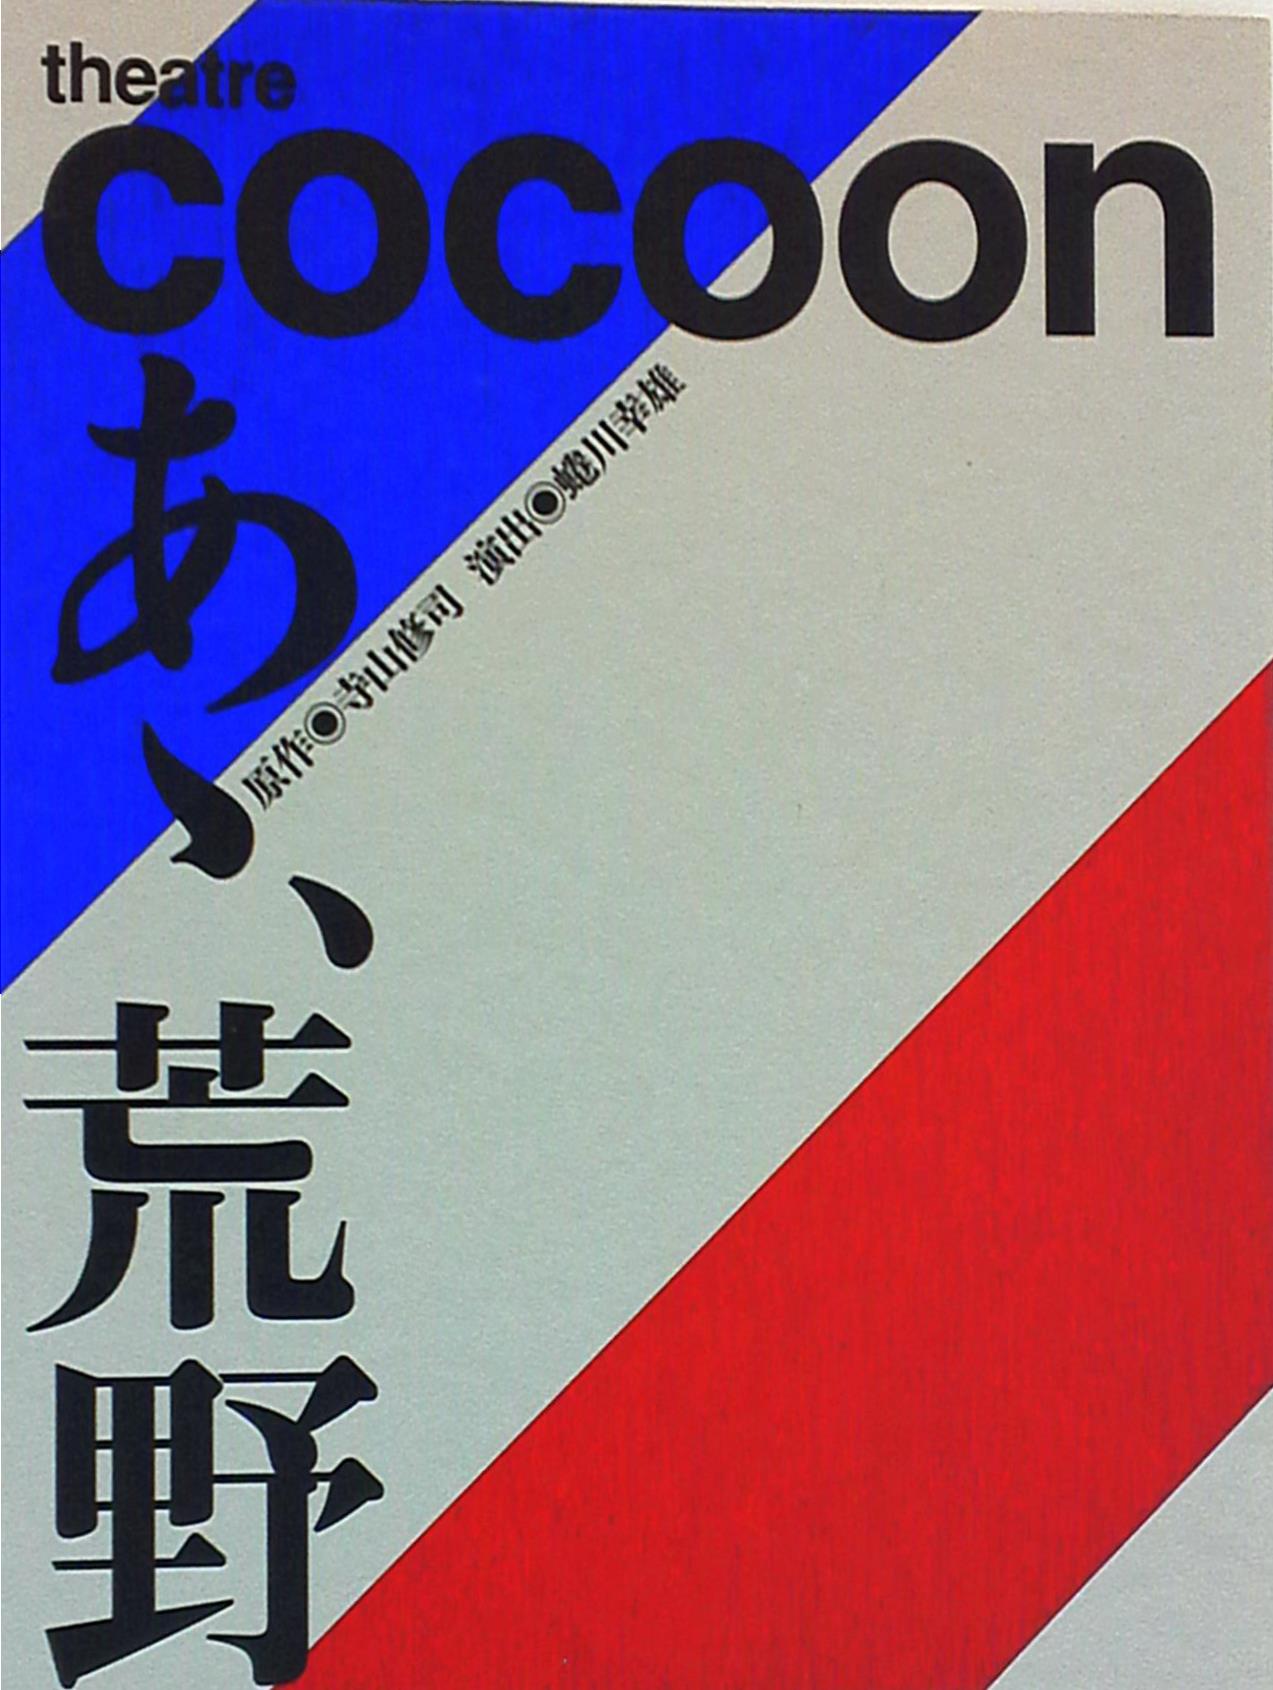 theatre
cocoon
あゝ、荒野
原作◉寺山修司 演出◉蜷川幸雄